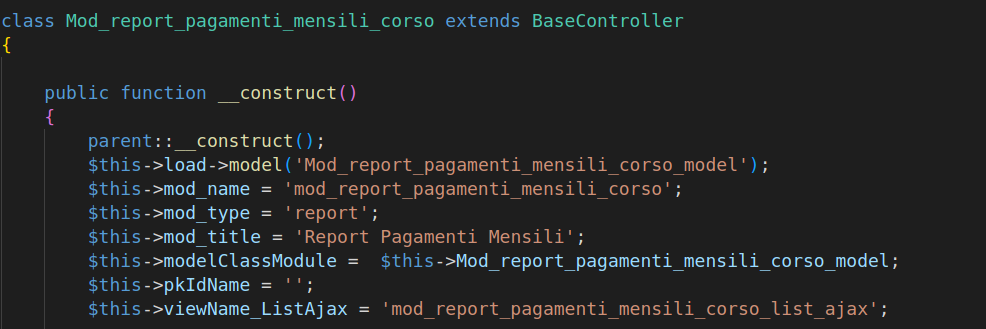 class Mod_report_pagamenti_mensili_corso extends BaseController
{
public function __construct()
{
parent::__construct();
$this->load->model('Mod_report_pagamenti_mensili_corso_model');
$this->mod_name = 'mod_report_pagamenti_mensili_corso';
$this->mod_type = 'report';
$this->mod_title = 'Report Pagamenti Mensili';
$this->modelClassModule =  $this->Mod_report_pagamenti_mensili_corso_model;
$this->pkIdName = '';
$this->viewName_ListAjax = 'mod_report_pagamenti_mensili_corso_list_ajax';